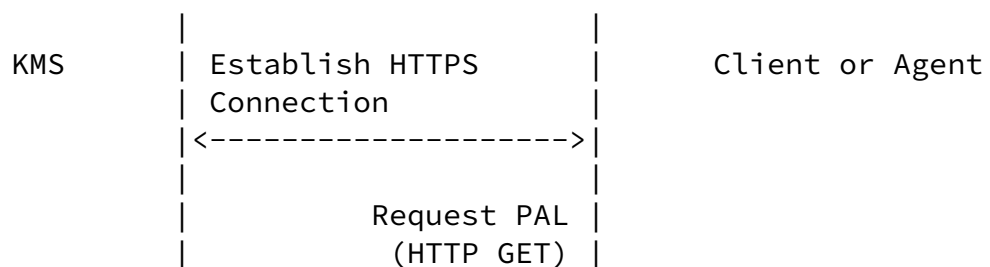 KMS Establish HTTPS Client or Agent
Connection
<-------------------->
Request PAL
(HTTP GET)